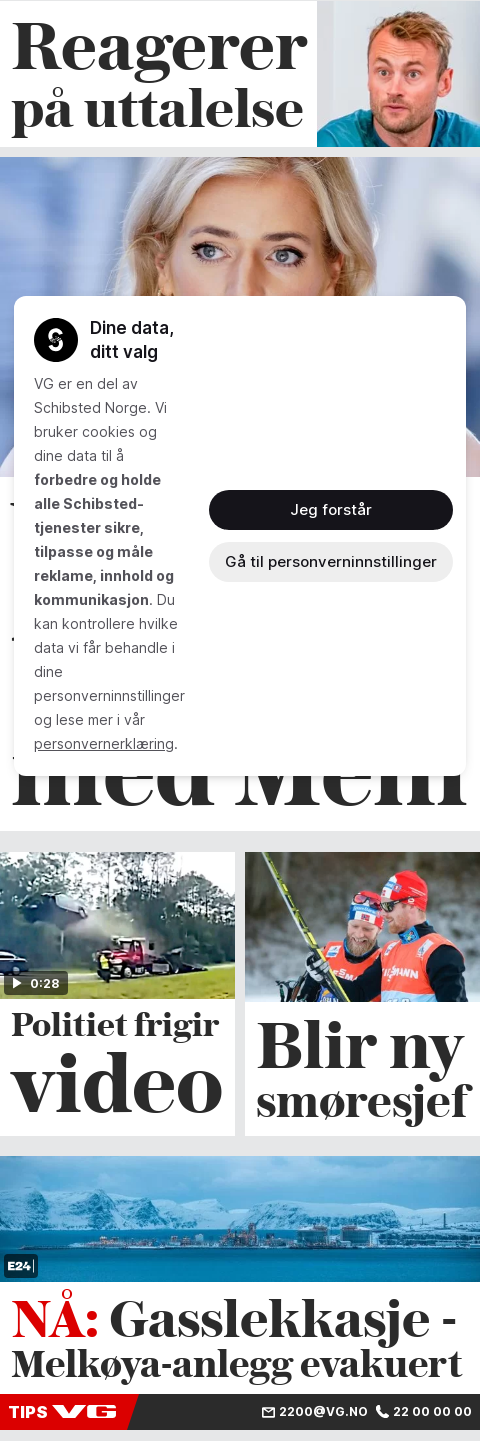 Reagerer
på uttalelse
Dine data,
ditt valg
VG er en del av
Schibsted Norge. Vi
bruker cookies og
dine data til å
forbedre og holde
alle Schibsted-
tjenester sikre,
tilpasse og måle
reklame, innhold og
kommunikasjon. Du
kan kontrollere hvilke
data vi får behandle i
dine
personverninnstillinger
og lese mer i vår
personvernerklæring.
Jeg forstår
Gå til personverninnstillinger
med Mehl
0:28
Politiet frigir
video
SSMANN
EMANN
Blir ny
smøresjef
E24
NÅ: Gasslekkasje -
Melkøya-anlegg evakuert
TIPS VG
2200@VG.NO 22 00 00 00